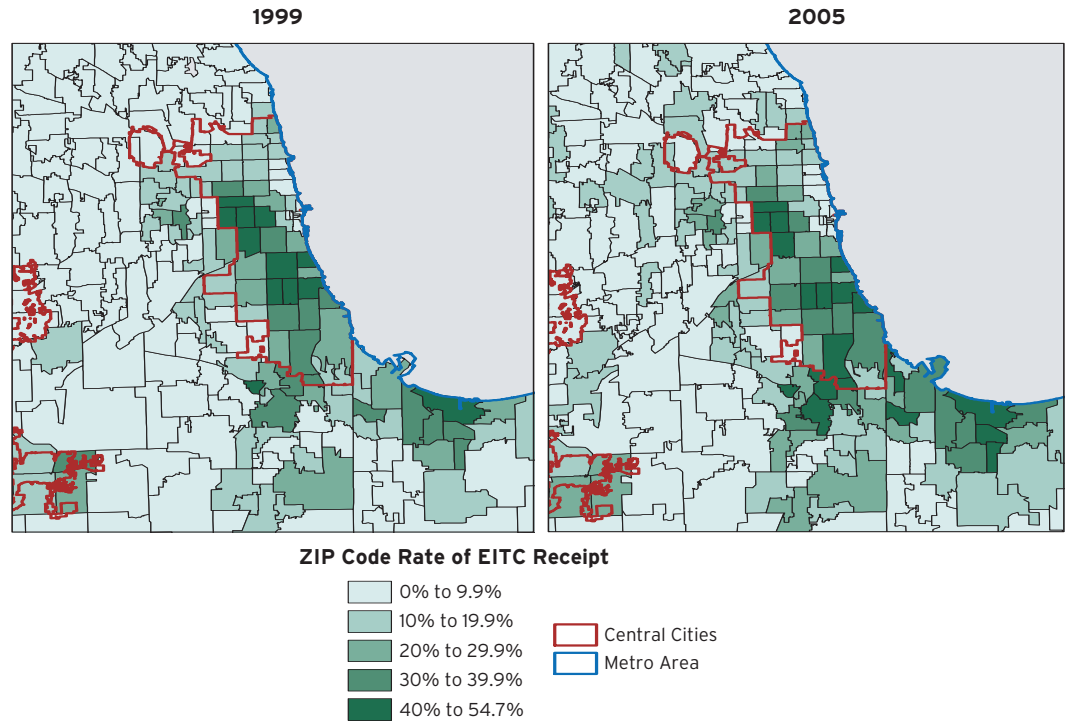 1999
2005
ZIP Code Rate of EITC Receipt
0% to 9.9%
10% to 19.9%
20% to 29.9%
30% to 39.9%
40% to 54.7%
Central Cities
Metro Area